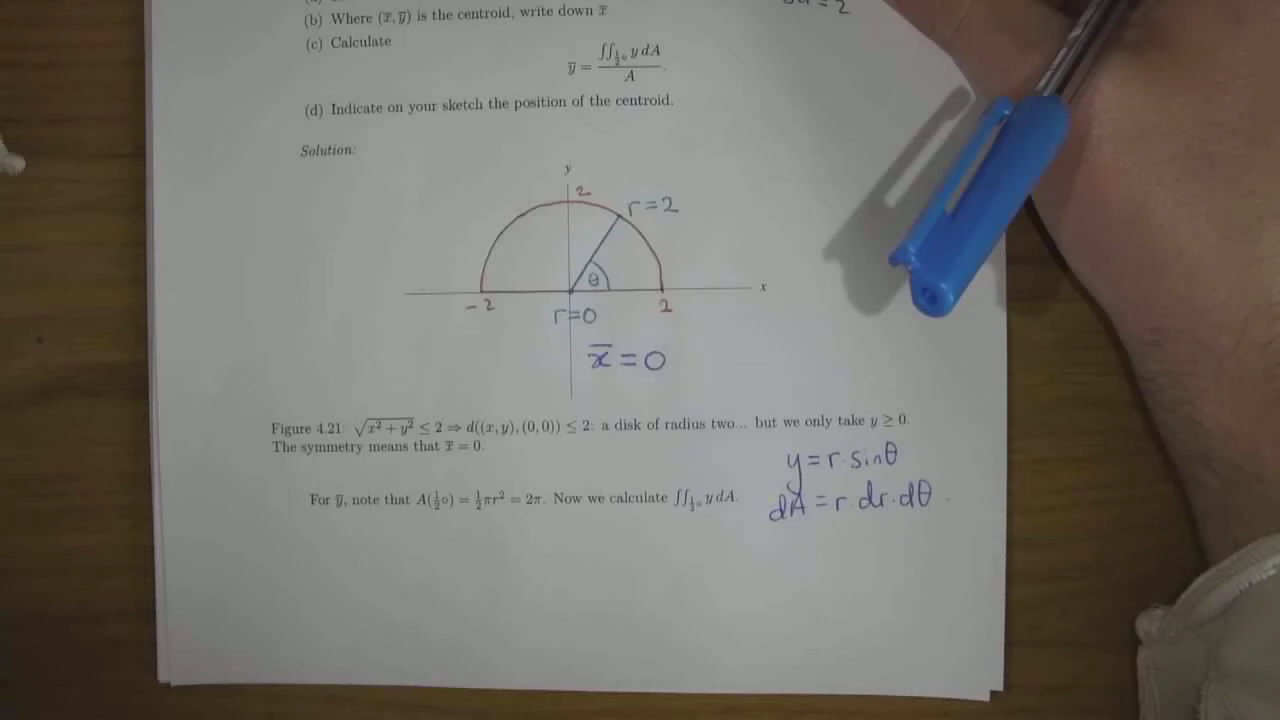 = 2
(b) Where (x̅, y̅) is the centroid, write down x̅
(c) Calculate
y̅ = ∬½∘ y dA / A.
(d) Indicate on your sketch the position of the centroid.
Solution:
y
2
r=2
θ
x
-2
r=0
2
x̅ = 0
Figure 4.21: √x² + y² ≤ 2 ⇒ d((x, y), (0, 0)) ≤ 2: a disk of radius two... but we only take y ≥ 0.
The symmetry means that x̅ = 0.
y = r. sinθ
For y̅, note that A(½∘) = ½πr² = 2π. Now we calculate ∬½∘ y dA.
dA = r dr.dθ